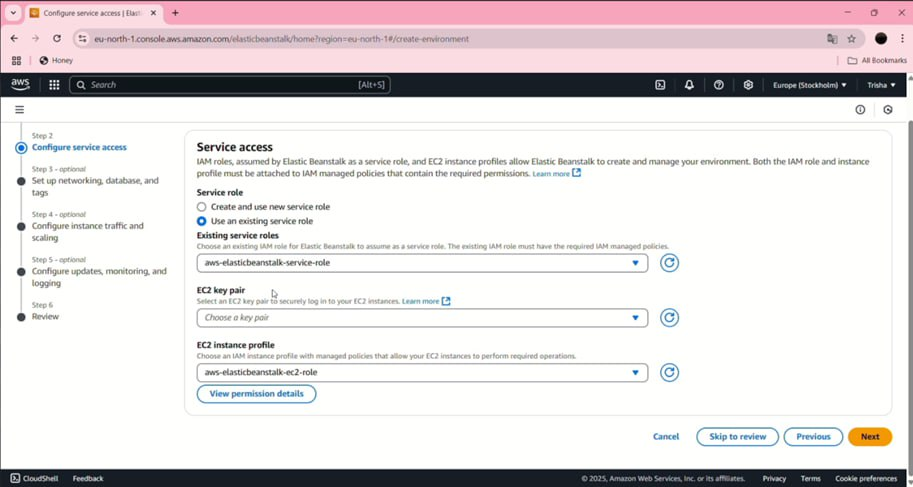 Configure service access | Elast
eu-north-1.console.aws.amazon.com/elasticbeanstalk/home?region=eu-north-1#/create-environment
Honey
All Bookmarks
aws
Search
[Alt+S]
Europe (Stockholm)
Trisha
Step 2
Configure service access
Step 3 - optional
Set up networking, database, and
tags
Step 4 - optional
Configure instance traffic and
scaling
Step 5 - optional
Configure updates, monitoring, and
logging
Step 6
Review
Service access
IAM roles, assumed by Elastic Beanstalk as a service role, and EC2 instance profiles allow Elastic Beanstalk to create and manage your environment. Both the IAM role and instance
profile must be attached to IAM managed policies that contain the required permissions. Learn more
Service role
Create and use new service role
Use an existing service role
Existing service roles
Choose an existing IAM role for Elastic Beanstalk to assume as a service role. The existing IAM role must have the required IAM managed policies.
aws-elasticbeanstalk-service-role
EC2 key pair
Select an EC2 key pair to securely log in to your EC2 instances. Learn more
Choose a key pair
EC2 instance profile
Choose an IAM instance profile with managed policies that allow your EC2 instances to perform required operations.
aws-elasticbeanstalk-ec2-role
View permission details
Cancel
Skip to review
Previous
Next
CloudShell
Feedback
© 2025, Amazon Web Services, Inc. or its affiliates.
Privacy
Terms
Cookie preferences